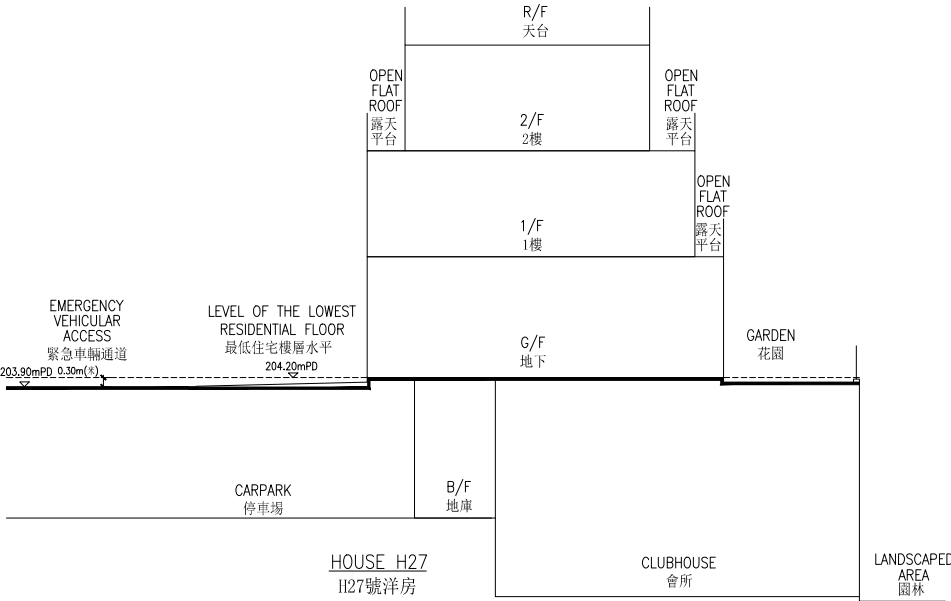 R/F
天台
OPEN
FLAT
ROOF
露天
平台
2/F
2樓
OPEN
FLAT
ROOF
露天
平台
1/F
1樓
OPEN
FLAT
ROOF
露天
平台
EMERGENCY
VEHICULAR
ACCESS
緊急車輛通道
203.90mPD 0.30m(米)
LEVEL OF THE LOWEST
RESIDENTIAL FLOOR
最低住宅樓層水平
204.20mPD
G/F
地下
GARDEN
花園
CARPARK
停車場
B/F
地庫
CLUBHOUSE
會所
LANDSCAPED
AREA
園林
HOUSE H27
H27號洋房